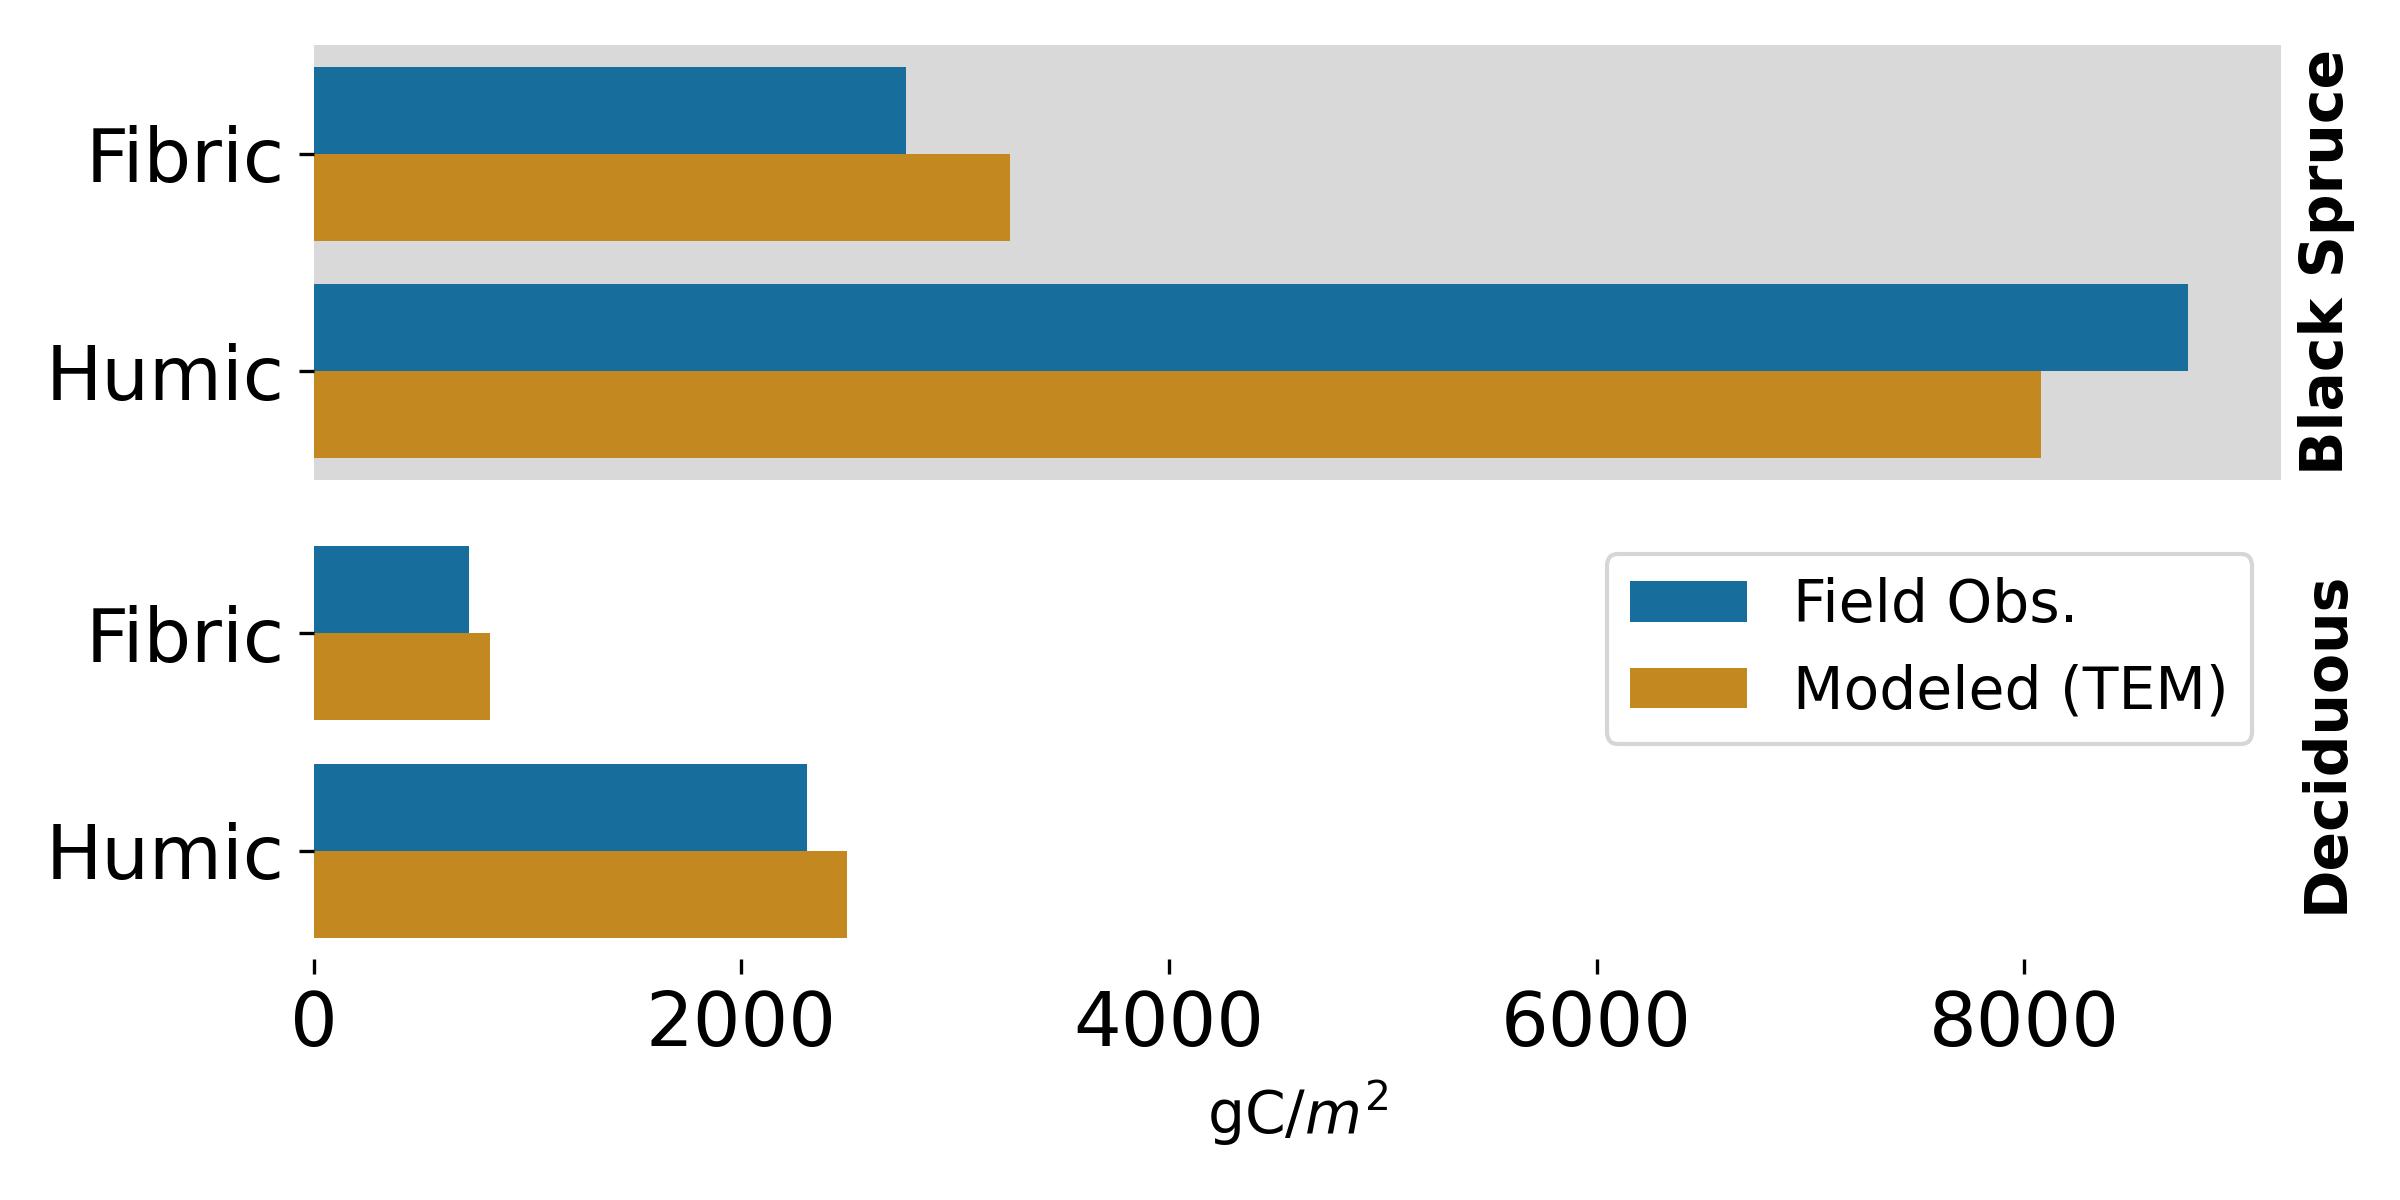 Fibric
Humic
Black Spruce
Fibric
Humic
Deciduous
Field Obs.
Modeled (TEM)
0 2000 4000 6000 8000
gC/m²